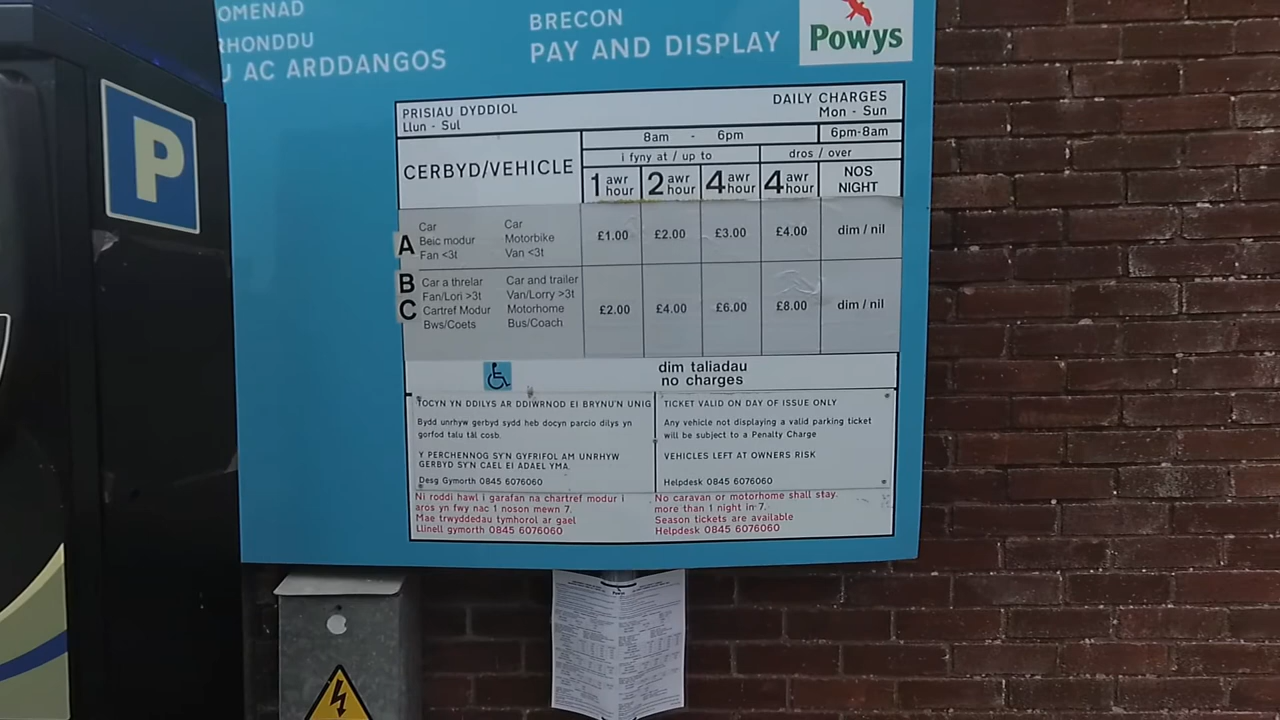 OMENAD
RHONDDU
U AC ARDDANGOS
BRECON
PAY AND DISPLAY
Powys
P
PRISIAU DYDDIOL
Llun - Sul
DAILY CHARGES
Mon - Sun
CERBYD/VEHICLE
8am - 6pm
6pm-8am
i fyny at / up to
dros / over
1 awr hour
2 awr hour
4 awr hour
4 awr hour
NOS
NIGHT
A
Car
Beic modur
Fan <3t
Car
Motorbike
Van <3t
£1.00 £2.00 £3.00 £4.00 dim / nil
B
C
Car a threlar
Fan/Lori >3t
Cartref Modur
Bws/Coets
Car and trailer
Van/Lorry >3t
Motorhome
Bus/Coach
£2.00 £4.00 £6.00 £8.00 dim / nil
dim taliadau
no charges
TOCYN YN DDILYS AR DDIWRNOD EI BRYNU'N UNIG
Bydd unrhyw gerbyd sydd heb docyn parcio dilys yn
gorfod talu tâl cosb.
Y PERCHENNOG SY'N GYFRIFOL AM UNRHYW
GERBYD SY'N CAEL EI ADAEL YMA.
Desg Gymorth 0845 6076060
TICKET VALID ON DAY OF ISSUE ONLY
Any vehicle not displaying a valid parking ticket
will be subject to a Penalty Charge
VEHICLES LEFT AT OWNERS RISK
Helpdesk 0845 6076060
Ni roddi hawl i garafan na chartref modur i
aros yn fwy nac 1 noson mewn 7.
Mae trwyddedau tymhorol ar gael
Llinell gymorth 0845 6076060
No caravan or motorhome shall stay.
more than 1 night in 7.
Season tickets are available
Helpdesk 0845 6076060
Powys